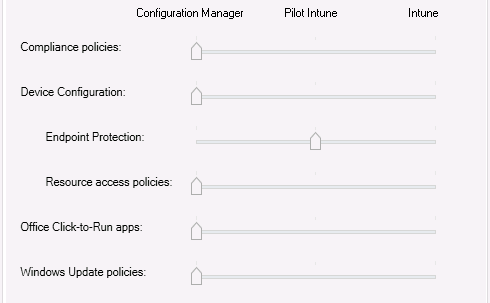 Configuration Manager Pilot Intune Intune
Compliance policies:
Device Configuration:
Endpoint Protection:
Resource access policies:
Office Click-to-Run apps:
Windows Update policies: